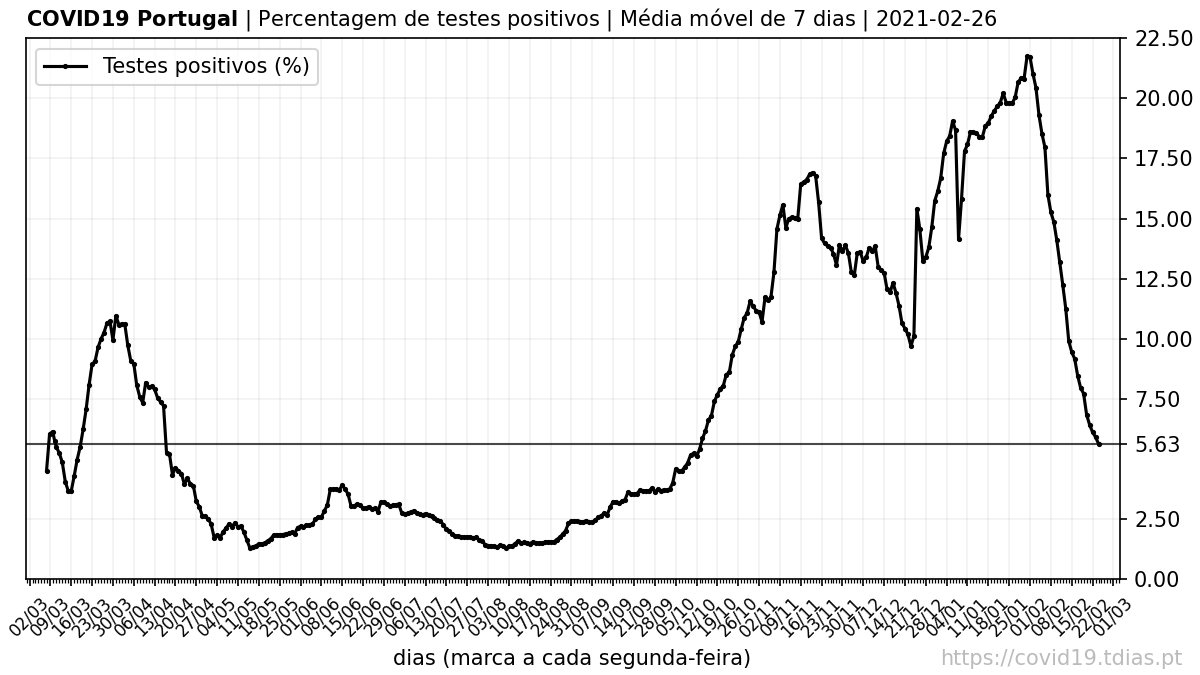 COVID19 Portugal | Percentagem de testes positivos | Média móvel de 7 dias | 2021-02-26
Testes positivos (%)
22.50
20.00
17.50
15.00
12.50
10.00
7.50
5.63
2.50
0.00
02/03 09/03 16/03 23/03 30/03 06/04 13/04 20/04 27/04 04/05 11/05 18/05 25/05 01/06 08/06 15/06 22/06 29/06 06/07 13/07 20/07 27/07 03/08 10/08 17/08 24/08 31/08 07/09 14/09 21/09 28/09 05/10 12/10 19/10 26/10 02/11 09/11 16/11 23/11 30/11 07/12 14/12 21/12 28/12 04/01 11/01 18/01 25/01 01/02 08/02 15/02 22/02 01/03
dias (marca a cada segunda-feira)
https://covid19.tdias.pt